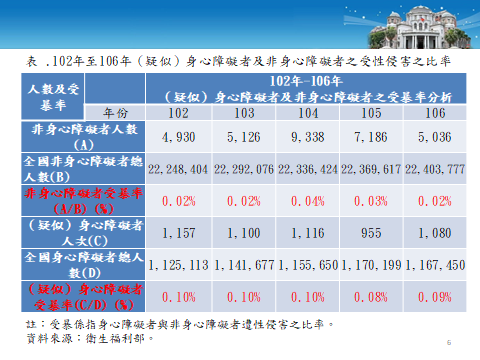 表 .102年至106年（疑似）身心障礙者及非身心障礙者之受性侵害之比率
人數及受暴率
102年-106年
（疑似）身心障礙者及非身心障礙者之受暴率分析
年份 102 103 104 105 106
非身心障礙者人數
(A) 4,930 5,126 9,338 7,186 5,036
全國非身心障礙者總
人數(B) 22,248,404 22,292,076 22,336,424 22,369,617 22,403,777
非身心障礙者受暴率
(A/B) (%) 0.02% 0.02% 0.04% 0.03% 0.02%
（疑似）身心障礙者
人次(C) 1,157 1,100 1,116 955 1,080
全國身心障礙者總人
數(D) 1,125,113 1,141,677 1,155,650 1,170,199 1,167,450
（疑似）身心障礙者
受暴率(C/D) (%) 0.10% 0.10% 0.10% 0.08% 0.09%
註：受暴係指身心障礙者與非身心障礙者遭性侵害之比率。
資料來源：衛生福利部。
6